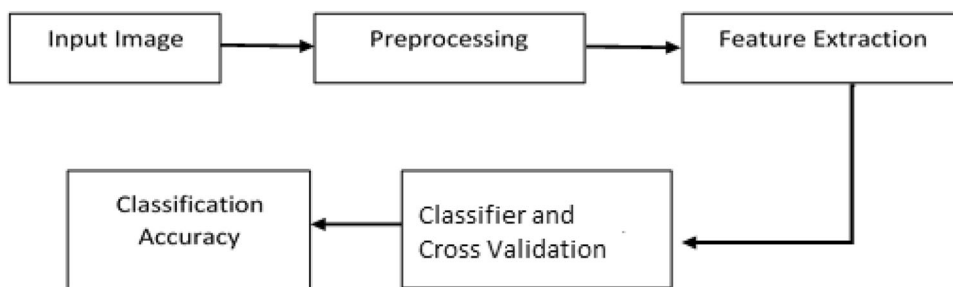 Input Image
Preprocessing
Feature Extraction
Classification
Accuracy
Classifier and
Cross Validation